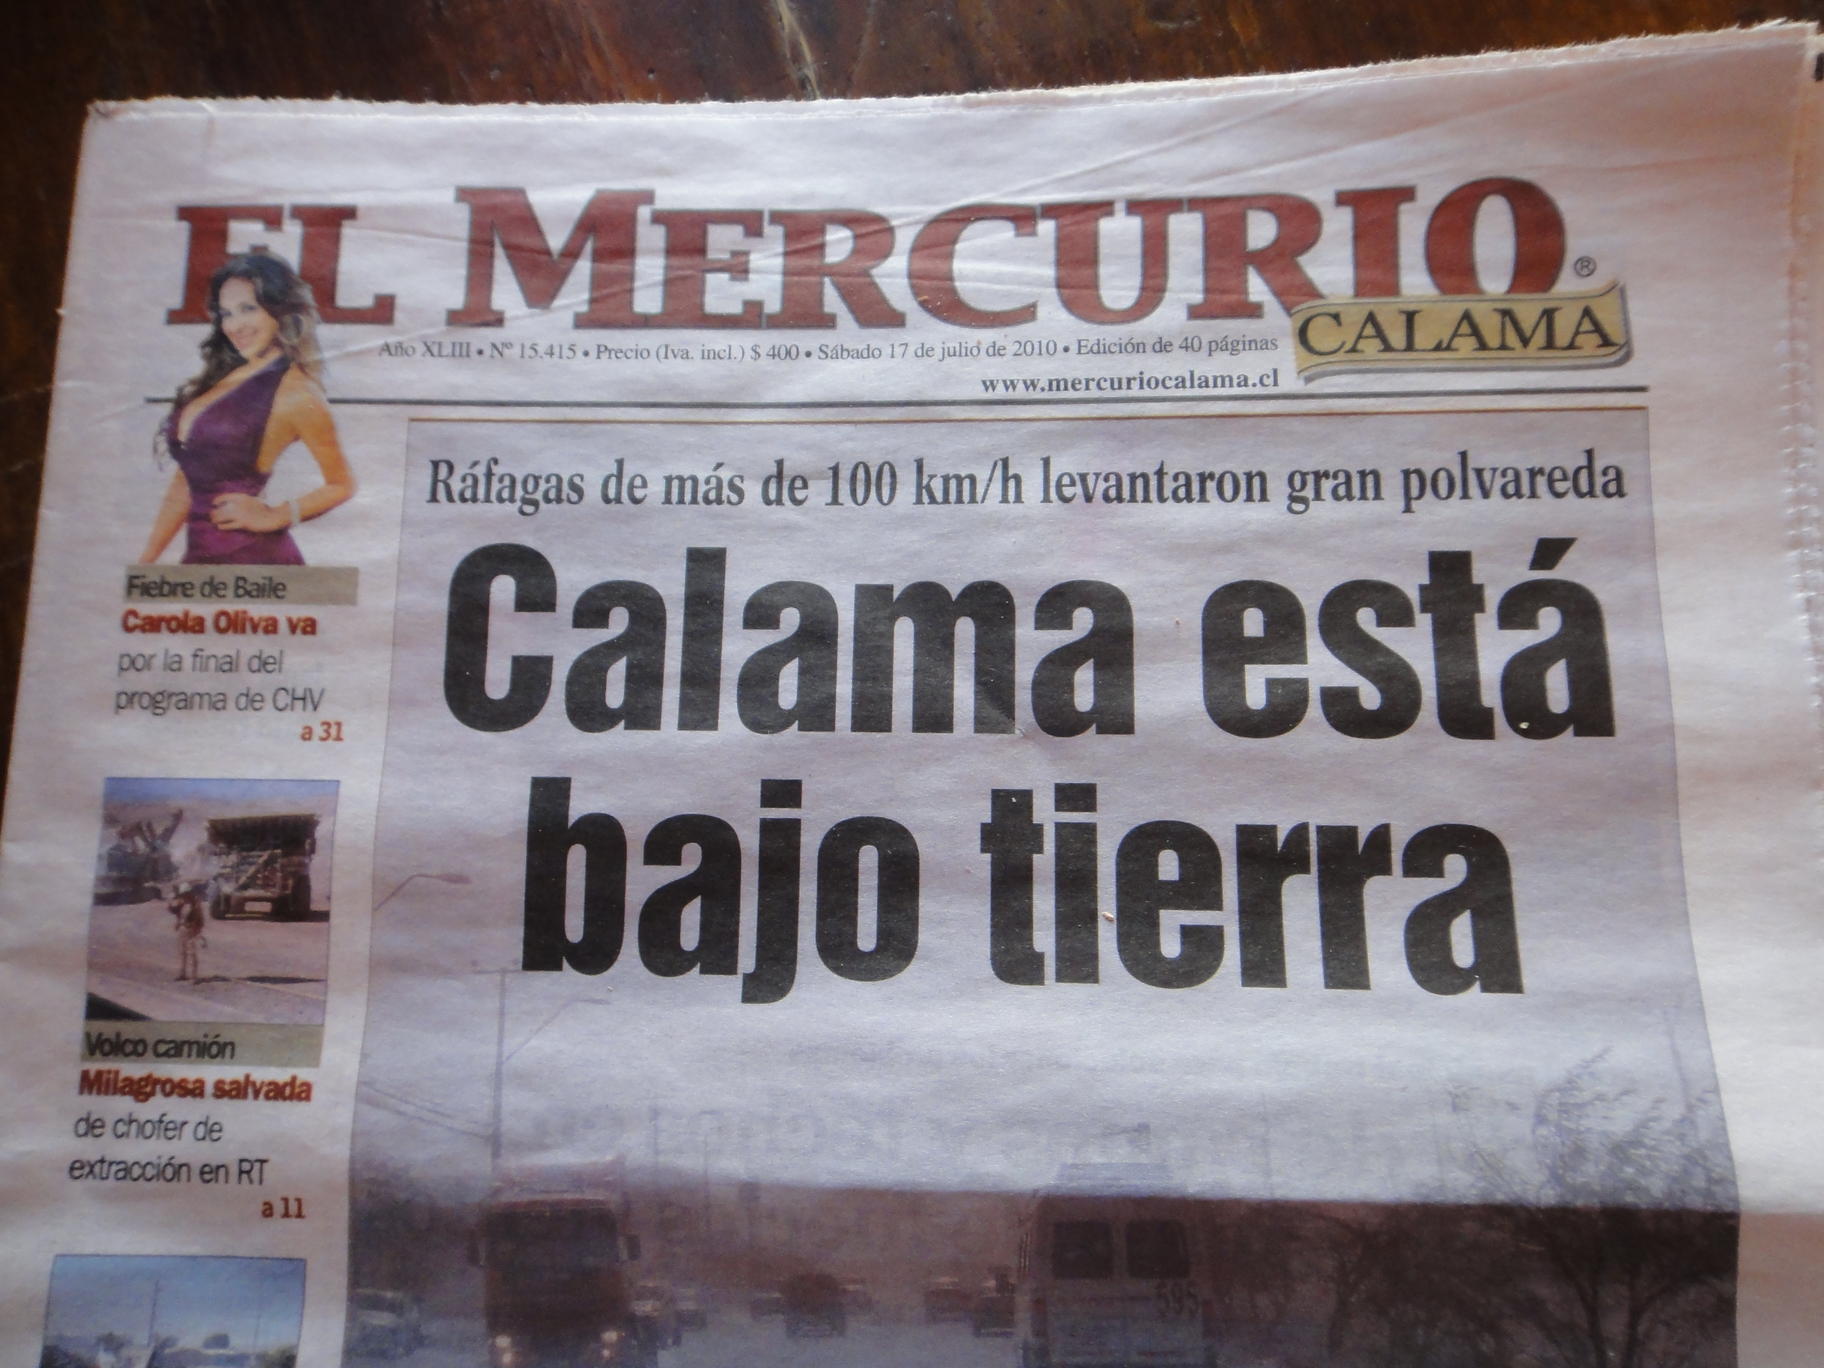 EL MERCURIO
®
CALAMA
Año XLIII • Nº 15.415 • Precio (Iva. incl.) $ 400 • Sábado 17 de julio de 2010 • Edición de 40 páginas
www.mercuriocalama.cl
Ráfagas de más de 100 km/h levantaron gran polvareda
Calama está
bajo tierra
Fiebre de Baile
Carola Oliva va
por la final del
programa de CHV
a 31
Volco camión
Milagrosa salvada
de chofer de
extracción en RT
a 11
595